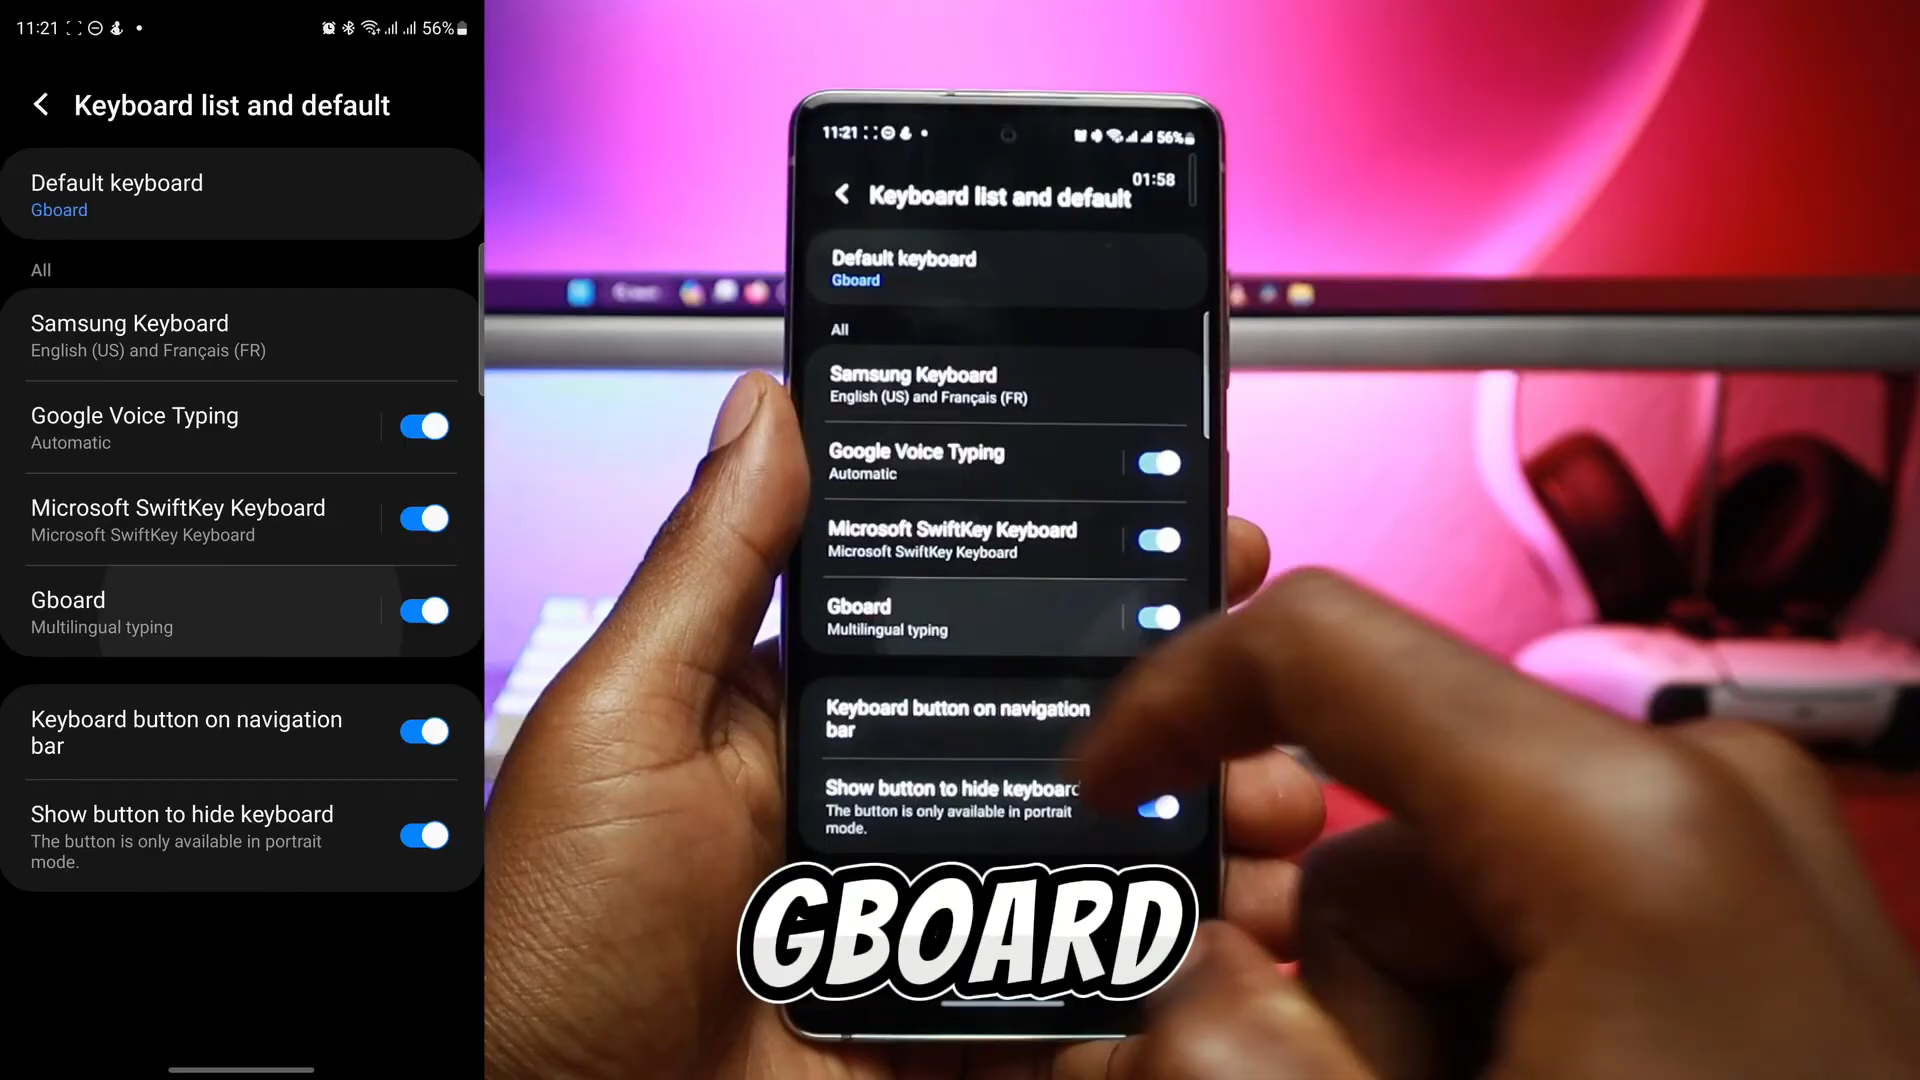 11:21
56%
Keyboard list and default
Default keyboard
Gboard
All
Samsung Keyboard
English (US) and Français (FR)
Google Voice Typing
Automatic
Microsoft SwiftKey Keyboard
Microsoft SwiftKey Keyboard
Gboard
Multilingual typing
Keyboard button on navigation
bar
Show button to hide keyboard
The button is only available in portrait
mode.
11:21
56%
01:58
Keyboard list and default
Default keyboard
Gboard
All
Samsung Keyboard
English (US) and Français (FR)
Google Voice Typing
Automatic
Microsoft SwiftKey Keyboard
Microsoft SwiftKey Keyboard
Gboard
Multilingual typing
Keyboard button on navigation
bar
Show button to hide keyboard
The button is only available in portrait
mode.
GBOARD